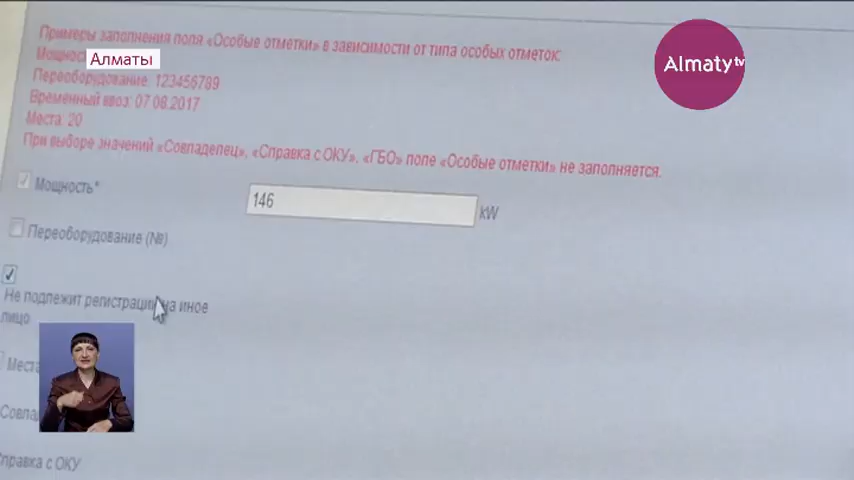 Примеры заполнения поля «Особые отметки» в зависимости от типа особых отметок:
Алматы
Almaty tv
Переоборудование: 123456789
Временный ввоз: 07.08.2017
Места: 20
При выборе значений «Совладелец», «Справка с ОКУ», «ГБО» поле «Особые отметки» не заполняется.
Мощность*
146
kW
Переоборудование (№)
Не подлежит регистрации на иное
лицо
Справка с ОКУ